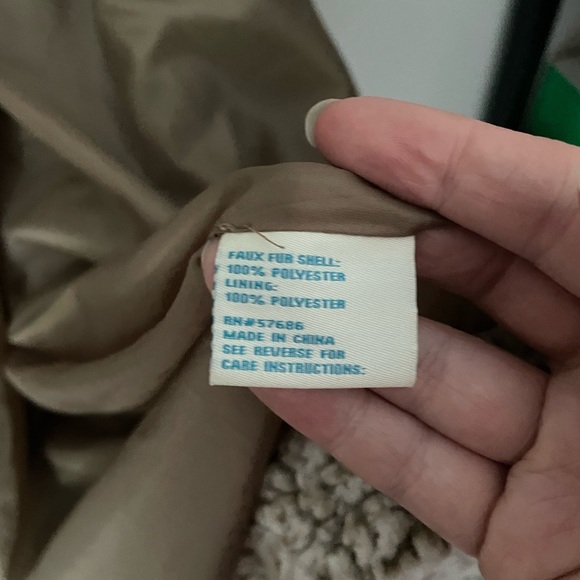 FAUX FUR SHELL:
100% POLYESTER
LINING:
100% POLYESTER
RN#57686
MADE IN CHINA
SEE REVERSE FOR
CARE INSTRUCTIONS: